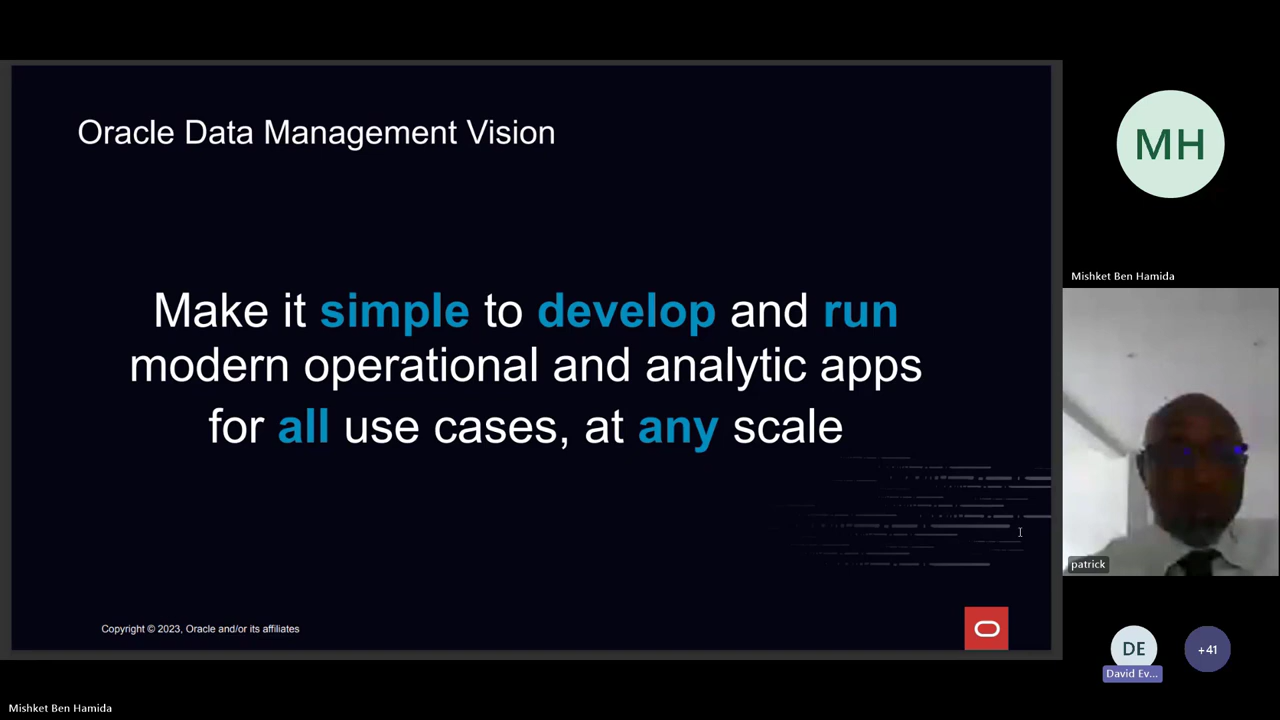 Oracle Data Management Vision
Make it simple to develop and run
modern operational and analytic apps
for all use cases, at any scale
Copyright © 2023, Oracle and/or its affiliates
MH
Mishket Ben Hamida
patrick
DE
David Ev...
+41
Mishket Ben Hamida